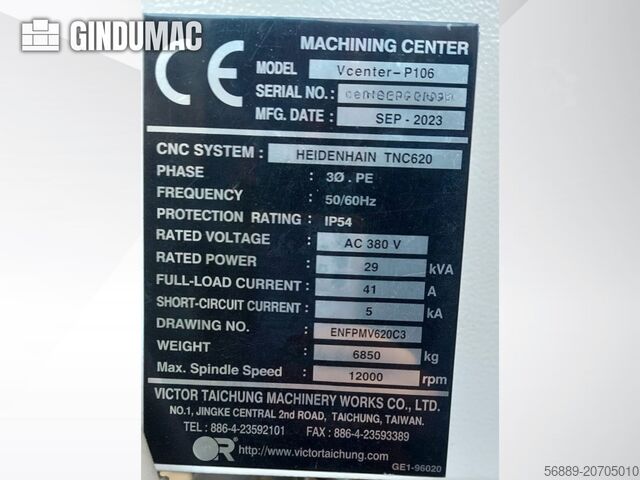 GINDUMAC
CE
MACHINING CENTER
MODEL Vcenter-P106
SERIAL NO. :
MFG. DATE : SEP - 2023
CNC SYSTEM : HEIDENHAIN TNC620
PHASE : 3Ø . PE
FREQUENCY : 50/60Hz
PROTECTION RATING : IP54
RATED VOLTAGE : AC 380 V
RATED POWER : 29 kVA
FULL-LOAD CURRENT : 41 A
SHORT-CIRCUIT CURRENT : 5 kA
DRAWING NO. : ENFPMV620C3
WEIGHT : 6850 kg
Max. Spindle Speed : 12000 rpm
VICTOR TAICHUNG MACHINERY WORKS CO., LTD.
NO.1, JINGKE CENTRAL 2nd ROAD, TAICHUNG, TAIWAN.
TEL : 886-4-23592101 FAX : 886-4-23593389
http://www.victortaichung.com
GE1-96020
56889-20705010